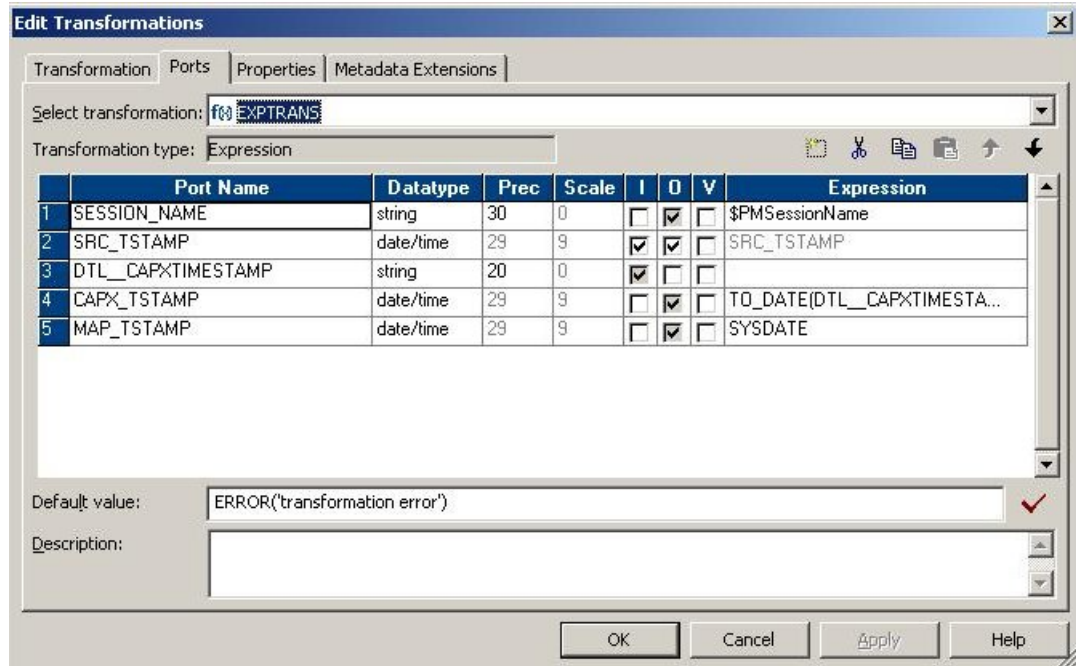 Edit Transformations
Transformation Ports Properties Metadata Extensions
Select transformation: f(x) EXPTRANS
Transformation type: Expression
Port Name Datatype Prec Scale I O V Expression
1 SESSION_NAME string 30 0 $PMSessionName
2 SRC_TSTAMP date/time 29 9 SRC_TSTAMP
3 DTL__CAPXTIMESTAMP string 20 0
4 CAPX_TSTAMP date/time 29 9 TO_DATE(DTL__CAPXTIMESTA...
5 MAP_TSTAMP date/time 29 9 SYSDATE
Default value: ERROR('transformation error')
Description:
OK Cancel Apply Help